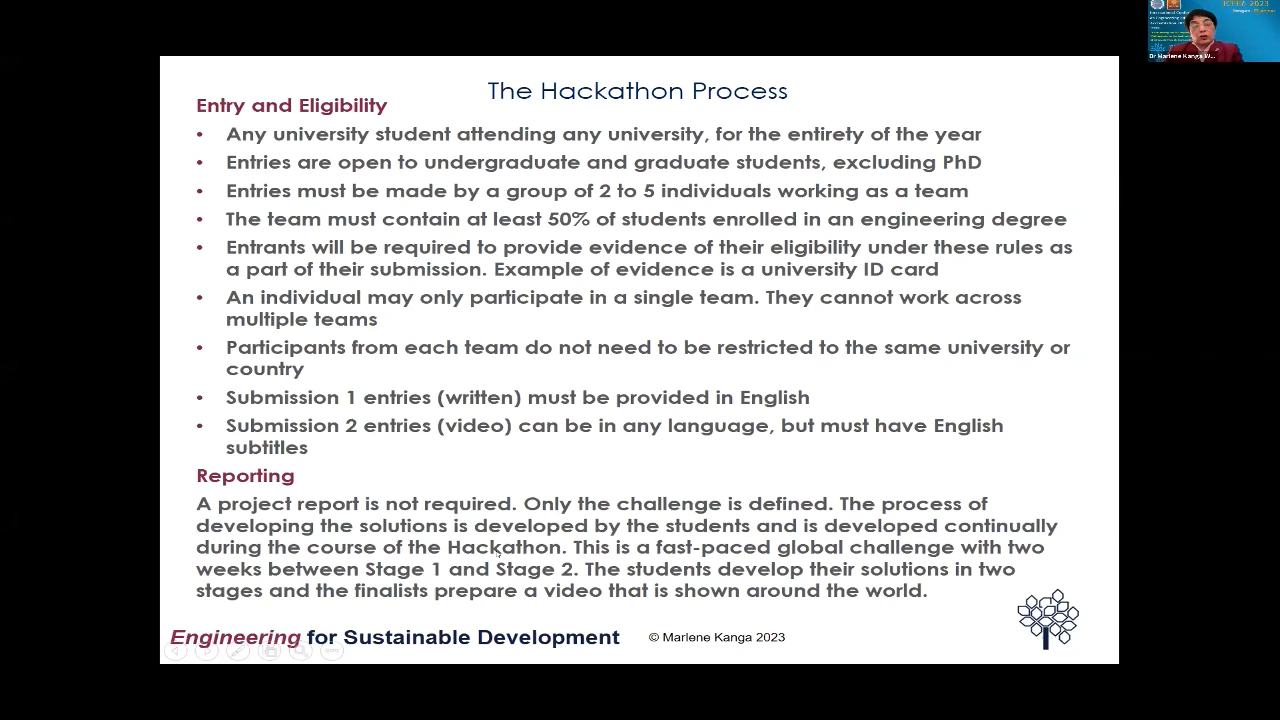 The Hackathon Process
Entry and Eligibility
• Any university student attending any university, for the entirety of the year
• Entries are open to undergraduate and graduate students, excluding PhD
• Entries must be made by a group of 2 to 5 individuals working as a team
• The team must contain at least 50% of students enrolled in an engineering degree
• Entrants will be required to provide evidence of their eligibility under these rules as
a part of their submission. Example of evidence is a university ID card
• An individual may only participate in a single team. They cannot work across
multiple teams
• Participants from each team do not need to be restricted to the same university or
country
• Submission 1 entries (written) must be provided in English
• Submission 2 entries (video) can be in any language, but must have English
subtitles
Reporting
A project report is not required. Only the challenge is defined. The process of
developing the solutions is developed by the students and is developed continually
during the course of the Hackathon. This is a fast-paced global challenge with two
weeks between Stage 1 and Stage 2. The students develop their solutions in two
stages and the finalists prepare a video that is shown around the world.
Engineering for Sustainable Development
© Marlene Kanga 2023
Dr Marlene Kanga W...